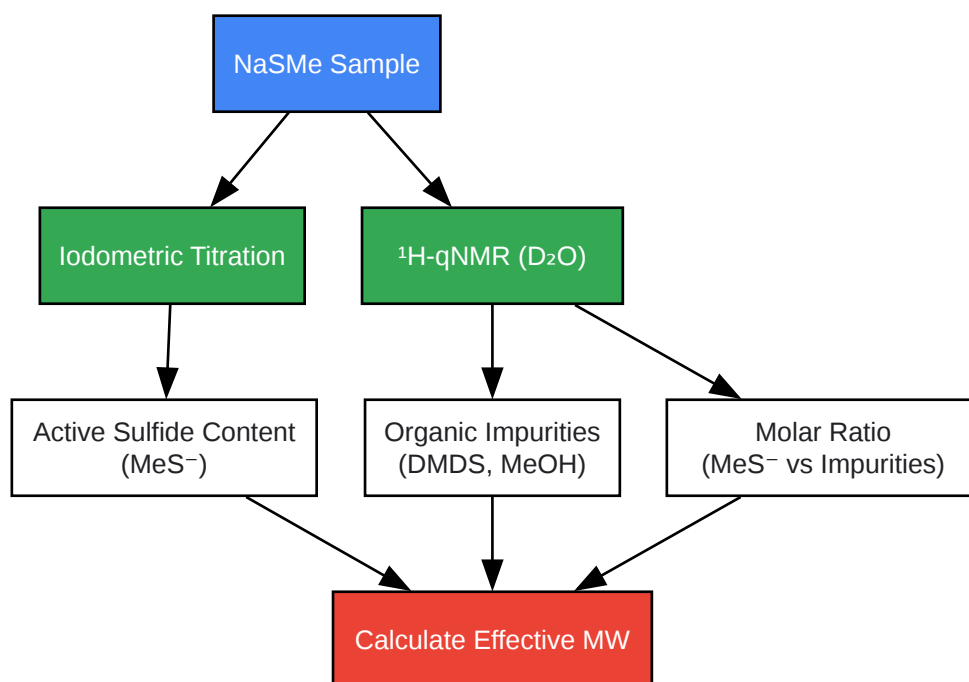 NaSMe Sample
Iodometric Titration
¹H-qNMR (D₂O)
Active Sulfide Content
(MeS⁻)
Organic Impurities
(DMDS, MeOH)
Molar Ratio
(MeS⁻ vs Impurities)
Calculate Effective MW